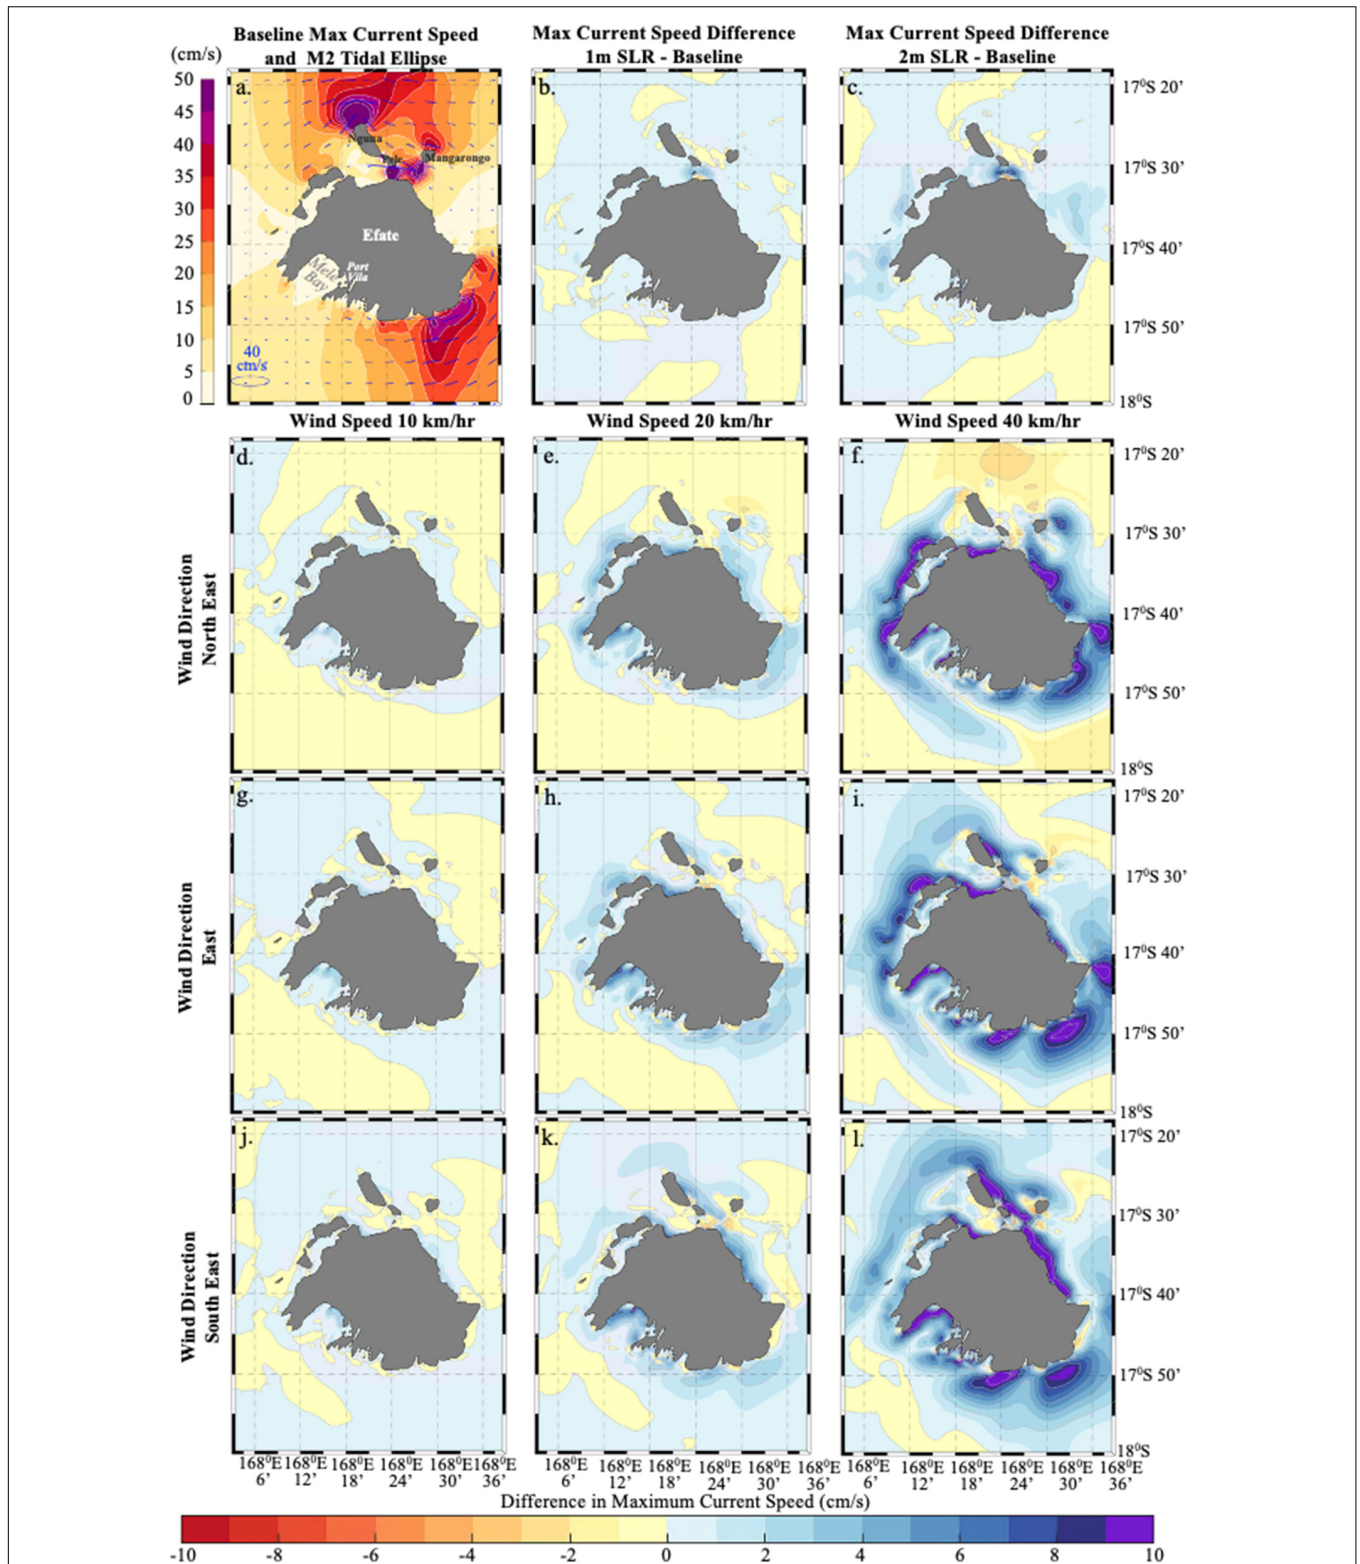 Baseline Max Current Speed
and M2 Tidal Ellipse
Max Current Speed Difference
1m SLR - Baseline
Max Current Speed Difference
2m SLR - Baseline
(cm/s)
50
45
40
35
30
25
20
15
10
5
0
a.
Nguna
Pele
Mangarongo
Efate
Mele
Bay
Port
Vila
40
cm/s
b.
c.
17⁰S 20’
17⁰S 30’
17⁰S 40’
17⁰S 50’
18⁰S
Wind Speed 10 km/hr
Wind Speed 20 km/hr
Wind Speed 40 km/hr
Wind Direction
North East
d.
e.
f.
17⁰S 20’
17⁰S 30’
17⁰S 40’
17⁰S 50’
18⁰S
Wind Direction
East
g.
h.
i.
17⁰S 20’
17⁰S 30’
17⁰S 40’
17⁰S 50’
18⁰S
Wind Direction
South East
j.
k.
l.
17⁰S 20’
17⁰S 30’
17⁰S 40’
17⁰S 50’
18⁰S
168⁰E 168⁰E 168⁰E 168⁰E 168⁰E 168⁰E
6’ 12’ 18’ 24’ 30’ 36’
168⁰E 168⁰E 168⁰E 168⁰E 168⁰E 168⁰E
6’ 12’ 18’ 24’ 30’ 36’
168⁰E 168⁰E 168⁰E 168⁰E 168⁰E 168⁰E
6’ 12’ 18’ 24’ 30’ 36’
Difference in Maximum Current Speed (cm/s)
-10 -8 -6 -4 -2 0 2 4 6 8 10